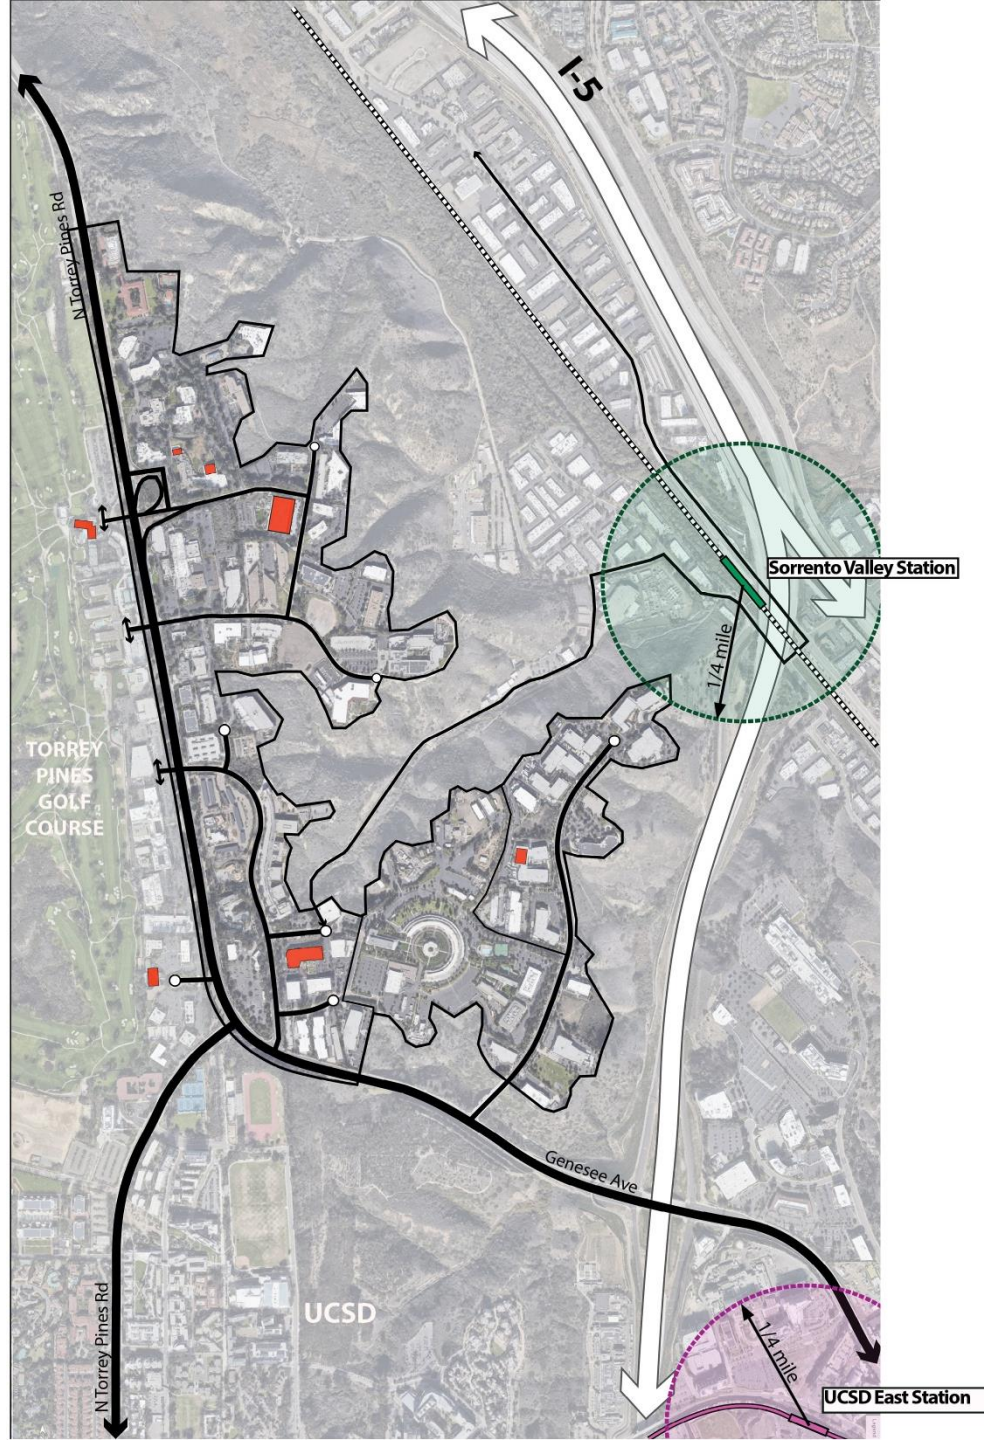 I-5
N Torrey Pines Rd
Sorrento Valley Station
1/4 mile
TORREY
PINES
GOLF
COURSE
Genesee Ave
N Torrey Pines Rd
UCSD
1/4 mile
UCSD East Station